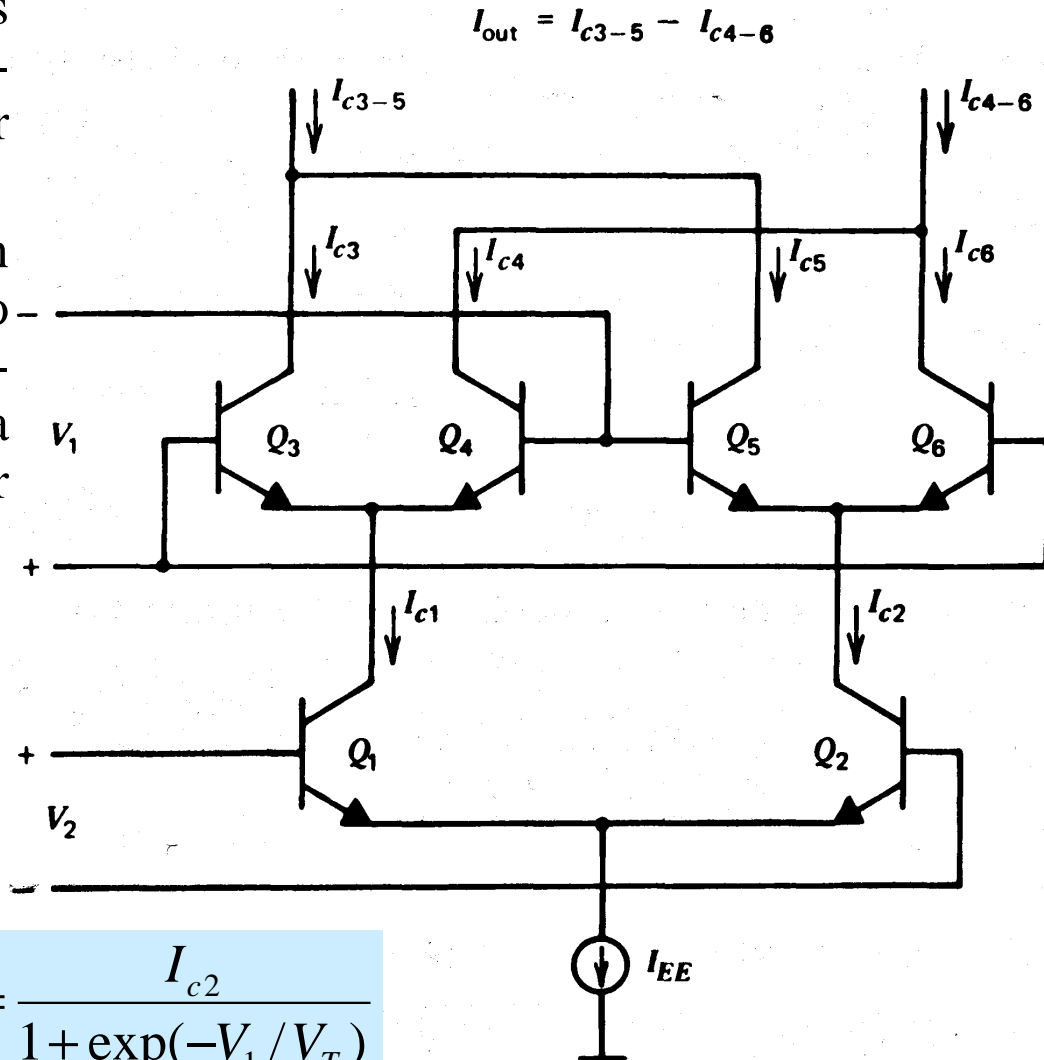 s
I_out = I_c3–5 – I_c4–6
–
I_c3–5 I_c4–6
r
I_c3 I_c4 I_c5 I_c6
n
o –
–
a
V_1 Q_3 Q_4 Q_5 Q_6
r
+
I_c1 I_c2
+ Q_1 Q_2
V_2
–
I_EE
= I_c2 / (1 + exp(−V_1 / V_T))